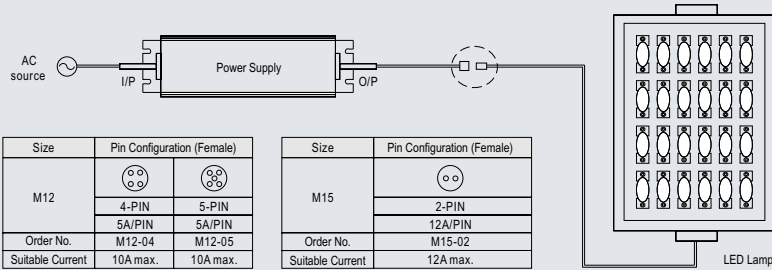 AC
source
I/P
Power Supply
O/P
LED Lamp
Size Pin Configuration (Female)
M12
4-PIN 5-PIN
5A/PIN 5A/PIN
Order No. M12-04 M12-05
Suitable Current 10A max. 10A max.
Size Pin Configuration (Female)
M15
2-PIN
12A/PIN
Order No. M15-02
Suitable Current 12A max.